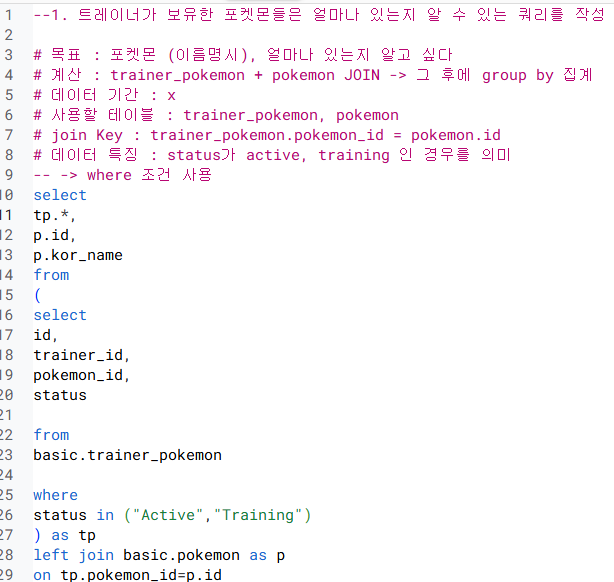 1 --1. 트레이너가 보유한 포켓몬들은 얼마나 있는지 알 수 있는 쿼리를 작성
2
3 # 목표 : 포켓몬 (이름명시), 얼마나 있는지 알고 싶다
4 # 계산 : trainer_pokemon + pokemon JOIN -> 그 후에 group by 집계
5 # 데이터 기간 : x
6 # 사용할 테이블 : trainer_pokemon, pokemon
7 # join Key : trainer_pokemon.pokemon_id = pokemon.id
8 # 데이터 특징 : status가 active, training 인 경우를 의미
9 -- -> where 조건 사용
10 select
11 tp.*,
12 p.id,
13 p.kor_name
14 from
15 (
16 select
17 id,
18 trainer_id,
19 pokemon_id,
20 status
21
22 from
23 basic.trainer_pokemon
24
25 where
26 status in ("Active","Training")
27 ) as tp
28 left join basic.pokemon as p
29 on tp.pokemon_id=p.id